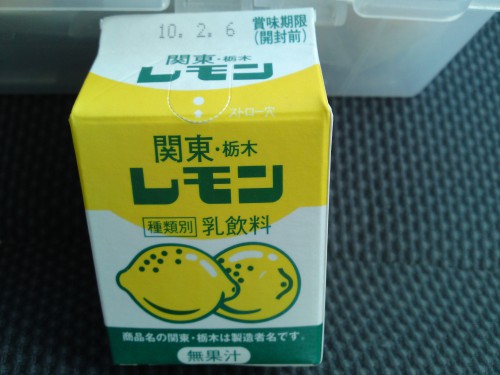 10. 2. 6
賞味期限
(開封前)
関東・栃木
レモン
ストロー穴
関東・栃木
レモン
種類別 乳飲料
商品名の関東・栃木は製造者名です。
無果汁